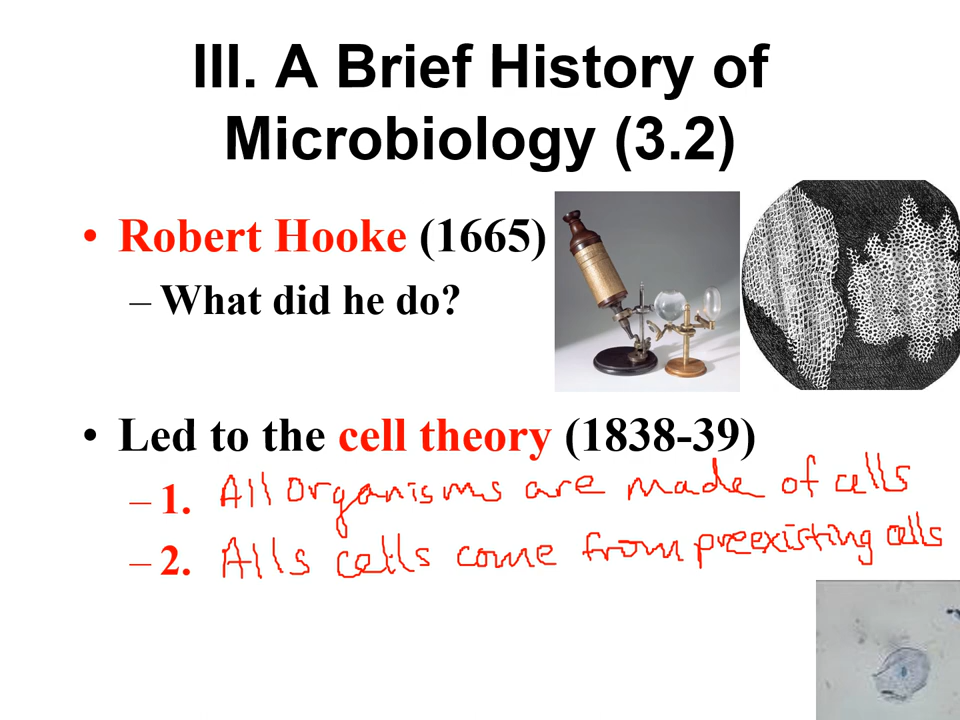 III. A Brief History of
Microbiology (3.2)
• Robert Hooke (1665)
– What did he do?
• Led to the cell theory (1838-39)
– 1. All organisms are made of cells
– 2. Alls cells come from preexisting cells